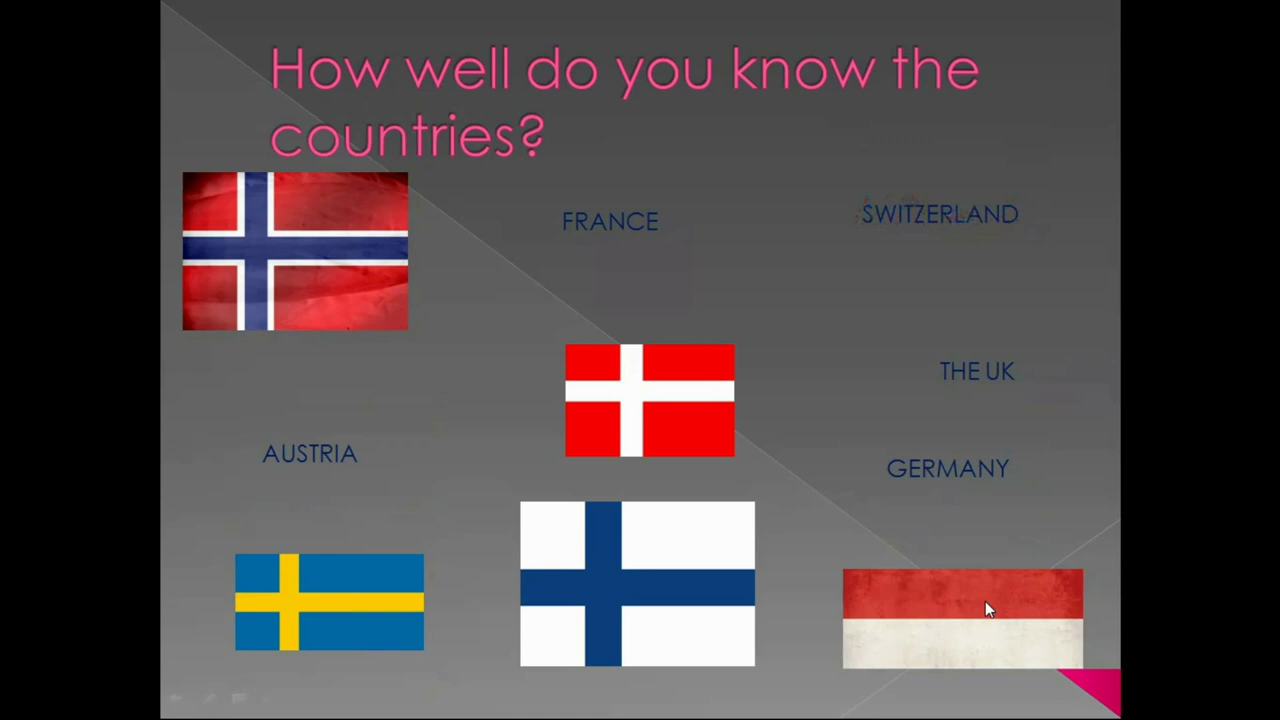 How well do you know the
countries?
FRANCE
SWITZERLAND
THE UK
AUSTRIA
GERMANY